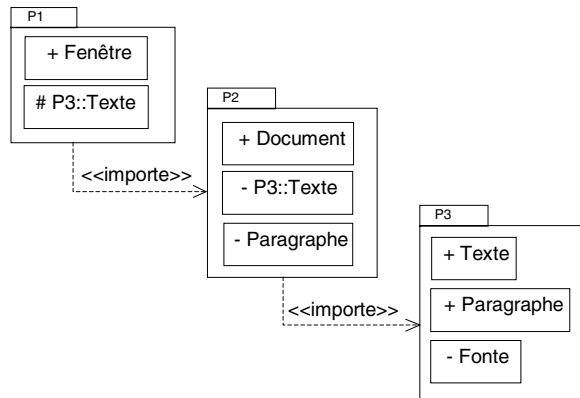 P1
+ Fenêtre
# P3::Texte
<<importe>>
P2
+ Document
- P3::Texte
- Paragraphe
<<importe>>
P3
+ Texte
+ Paragraphe
- Fonte